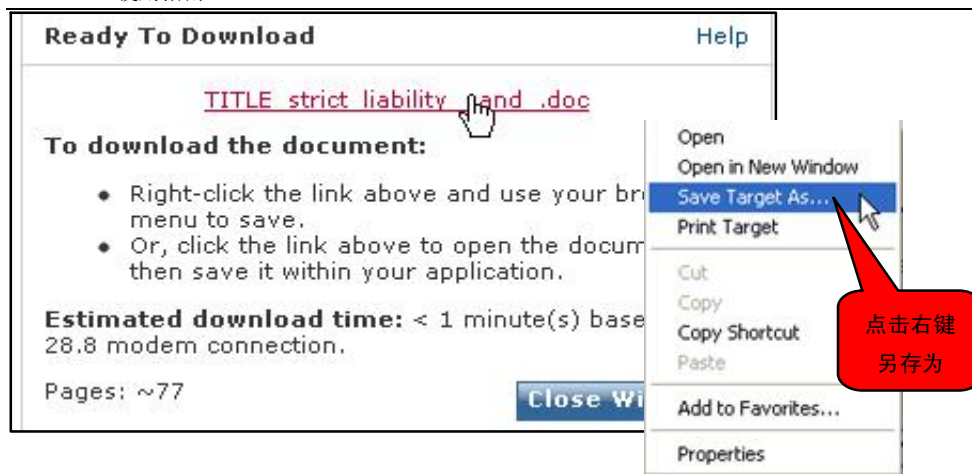 Ready To Download
Help
TITLE strict liability and .doc
To download the document:
• Right-click the link above and use your bro
menu to save.
• Or, click the link above to open the docum
then save it within your application.
Estimated download time: < 1 minute(s) base
28.8 modem connection.
Pages: ~77
Close Wi
Open
Open in New Window
Save Target As...
Print Target
Cut
Copy
Copy Shortcut
Paste
Add to Favorites...
Properties
点击右键
另存为